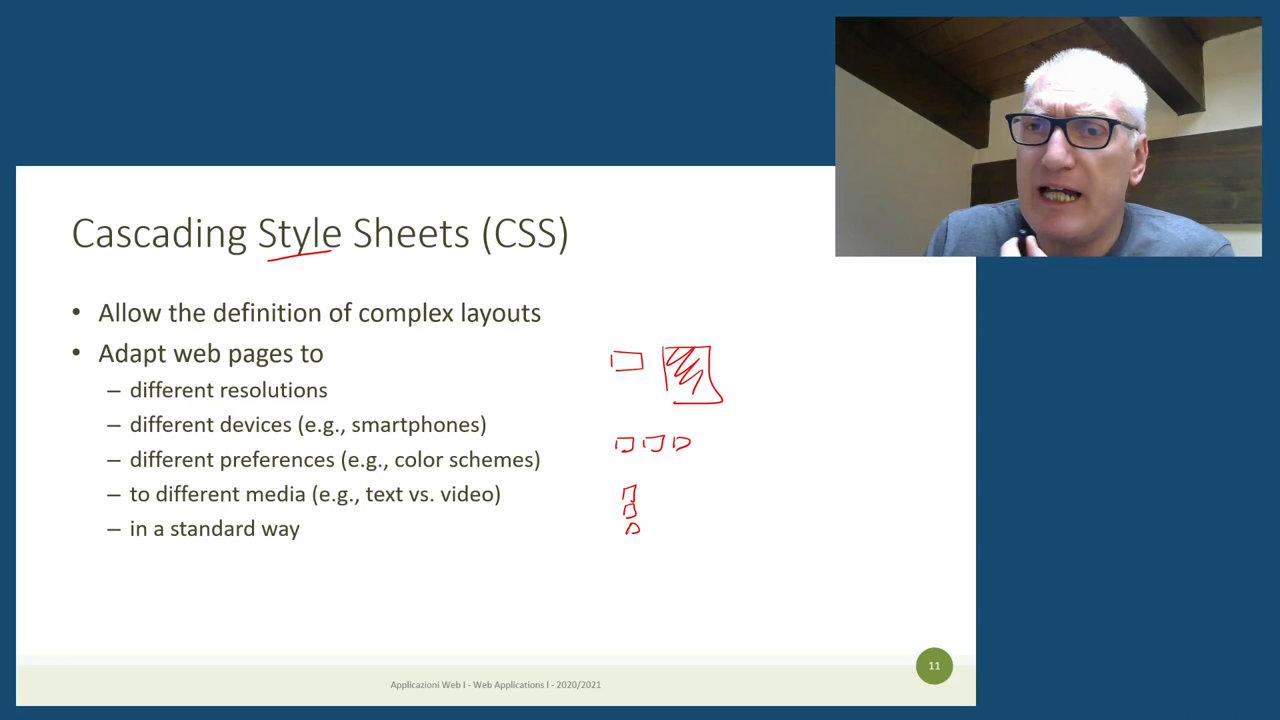 Cascading Style Sheets (CSS)
• Allow the definition of complex layouts
• Adapt web pages to
– different resolutions
– different devices (e.g., smartphones)
– different preferences (e.g., color schemes)
– to different media (e.g., text vs. video)
– in a standard way
11
Applicazioni Web I - Web Applications I - 2020/2021